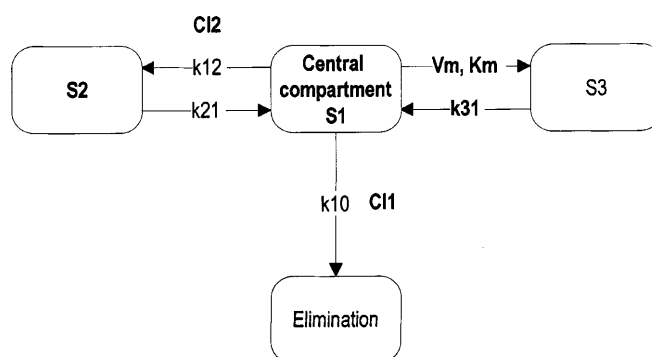 Cl2
k12
Central
compartment
S1
Vm, Km
S2
S3
k21
k31
k10
Cl1
Elimination